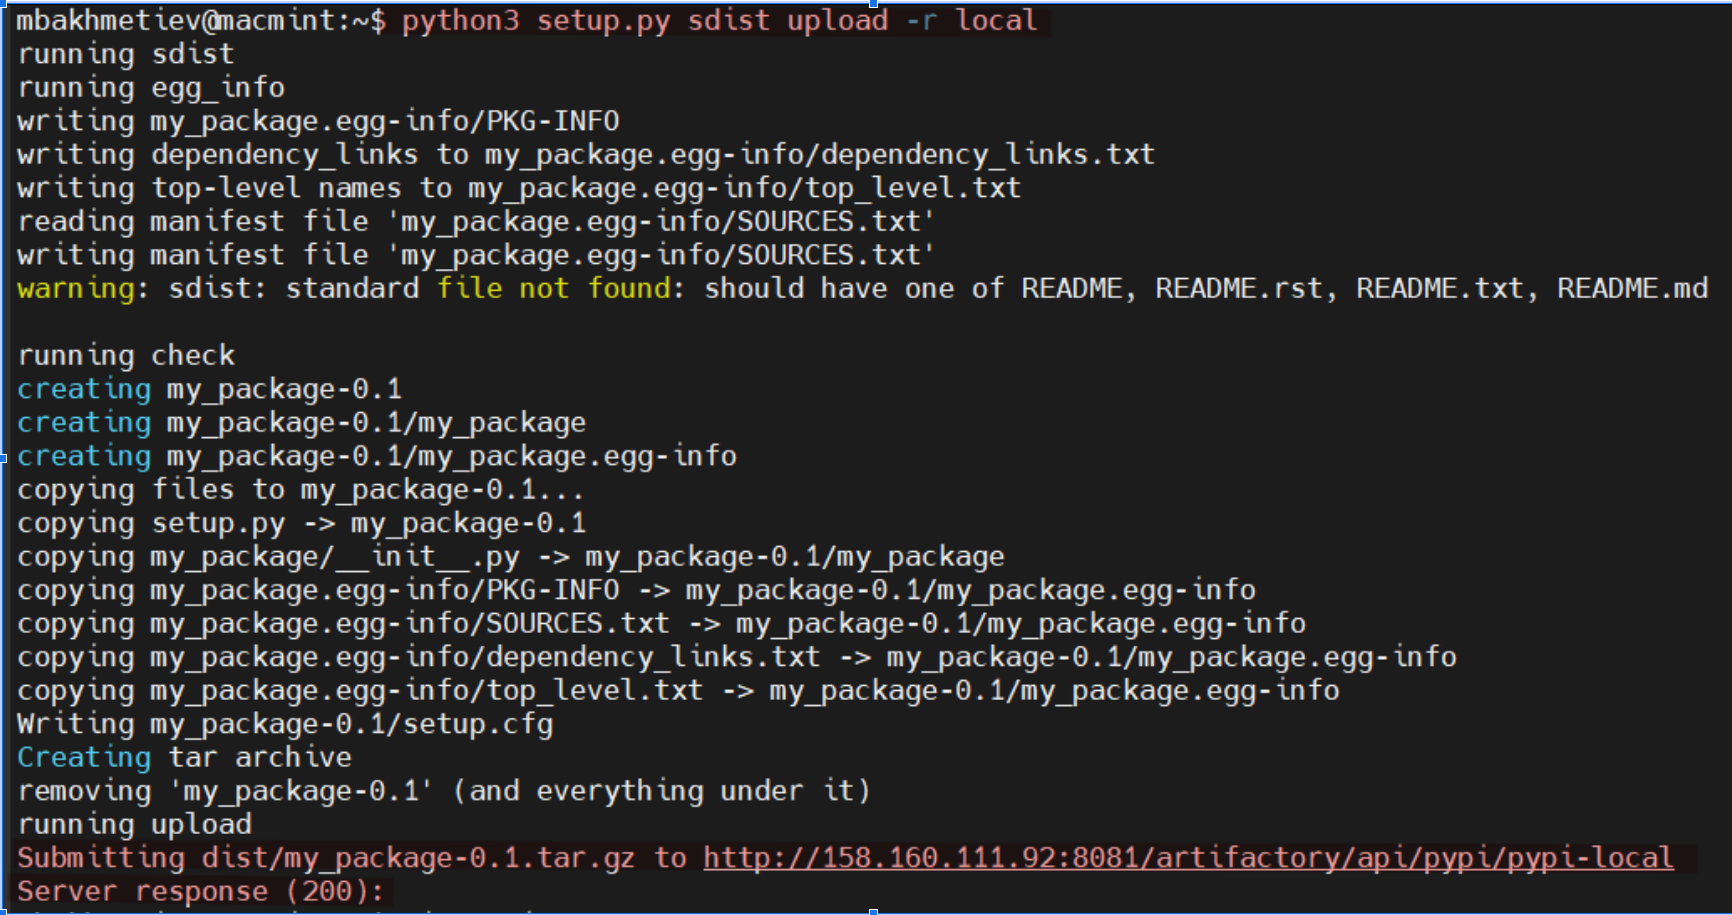 mbakhmetiev@macmint:~$ python3 setup.py sdist upload -r local
running sdist
running egg_info
writing my_package.egg-info/PKG-INFO
writing dependency_links to my_package.egg-info/dependency_links.txt
writing top-level names to my_package.egg-info/top_level.txt
reading manifest file 'my_package.egg-info/SOURCES.txt'
writing manifest file 'my_package.egg-info/SOURCES.txt'
warning: sdist: standard file not found: should have one of README, README.rst, README.txt, README.md
running check
creating my_package-0.1
creating my_package-0.1/my_package
creating my_package-0.1/my_package.egg-info
copying files to my_package-0.1...
copying setup.py -> my_package-0.1
copying my_package/__init__.py -> my_package-0.1/my_package
copying my_package.egg-info/PKG-INFO -> my_package-0.1/my_package.egg-info
copying my_package.egg-info/SOURCES.txt -> my_package-0.1/my_package.egg-info
copying my_package.egg-info/dependency_links.txt -> my_package-0.1/my_package.egg-info
copying my_package.egg-info/top_level.txt -> my_package-0.1/my_package.egg-info
Writing my_package-0.1/setup.cfg
Creating tar archive
removing 'my_package-0.1' (and everything under it)
running upload
Submitting dist/my_package-0.1.tar.gz to http://158.160.111.92:8081/artifactory/api/pypi/pypi-local
Server response (200):